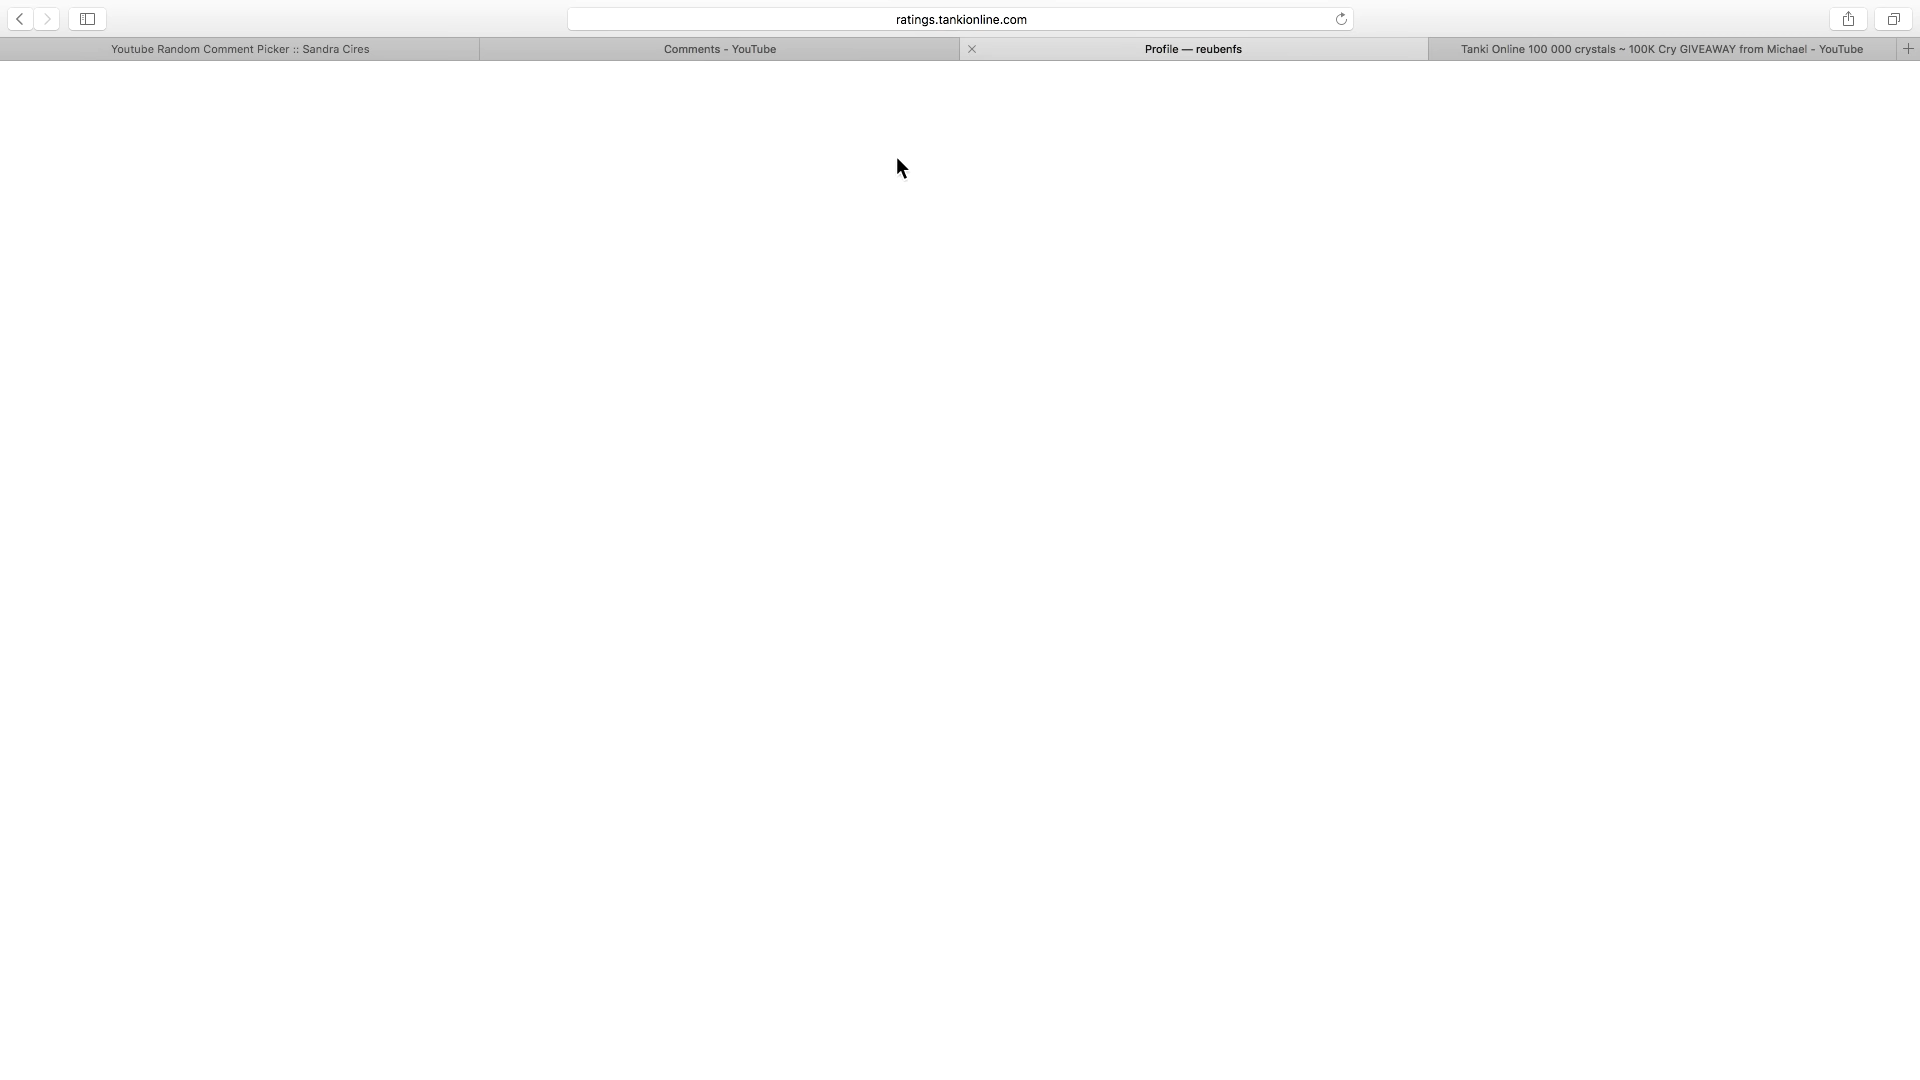 ratings.tankionline.com
Youtube Random Comment Picker :: Sandra Cires
Comments - YouTube
Profile — reubenfs
Tanki Online 100 000 crystals ~ 100K Cry GIVEAWAY from Michael - YouTube